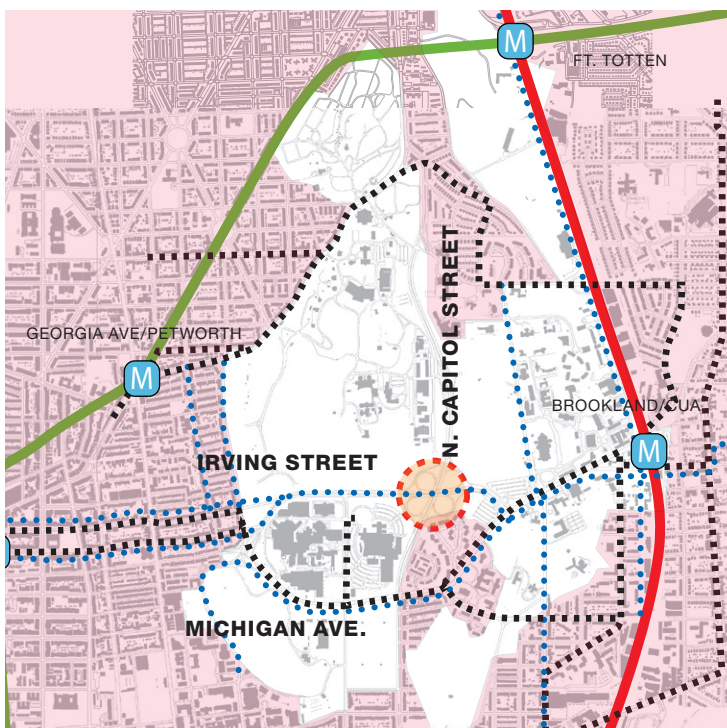 M
FT. TOTTEN
N. CAPITOL STREET
GEORGIA AVE/PETWORTH
M
BROOKLAND/CUA
M
IRVING STREET
MICHIGAN AVE.